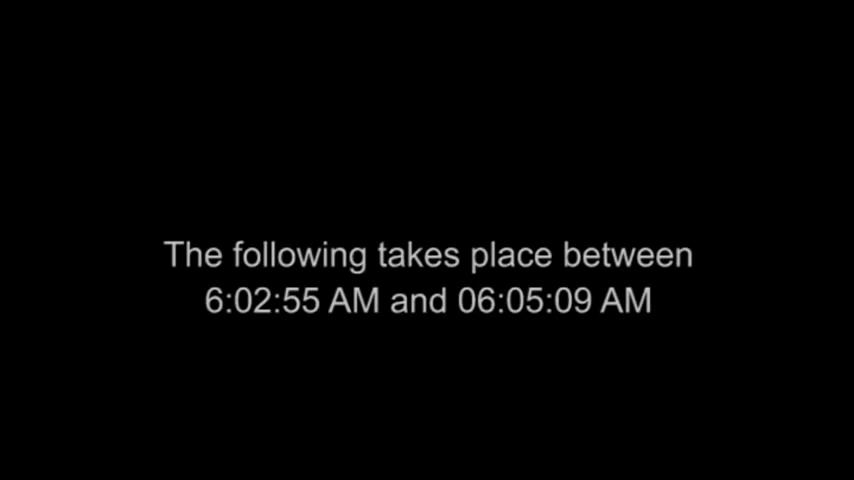 The following takes place between
6:02:55 AM and 06:05:09 AM